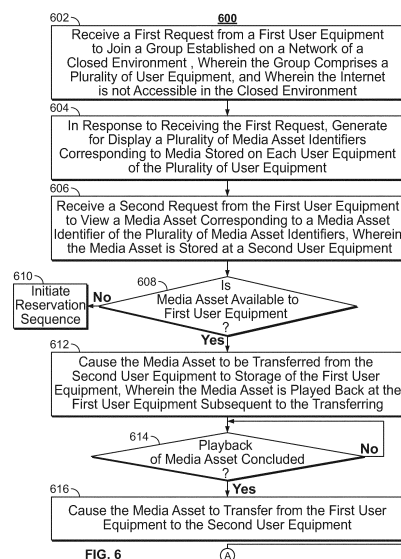 600
602
Receive a First Request from a First User Equipment
to Join a Group Established on a Network of a
Closed Environment , Wherein the Group Comprises a
Plurality of User Equipment, and Wherein the Internet
is not Accessible in the Closed Environment
604
In Response to Receiving the First Request, Generate
for Display a Plurality of Media Asset Identifiers
Corresponding to Media Stored on Each User Equipment
of the Plurality of User Equipment
606
Receive a Second Request from the First User Equipment
to View a Media Asset Corresponding to a Media Asset
Identifier of the Plurality of Media Asset Identifiers, Wherein
the Media Asset is Stored at a Second User Equipment
608
Is
Media Asset Available to
First User Equipment
?
No
610
Initiate
Reservation
Sequence
Yes
612
Cause the Media Asset to be Transferred from the
Second User Equipment to Storage of the First User
Equipment, Wherein the Media Asset is Played Back at the
First User Equipment Subsequent to the Transferring
614
Playback
of Media Asset Concluded
?
No
Yes
616
Cause the Media Asset to Transfer from the First User
Equipment to the Second User Equipment
FIG. 6
A